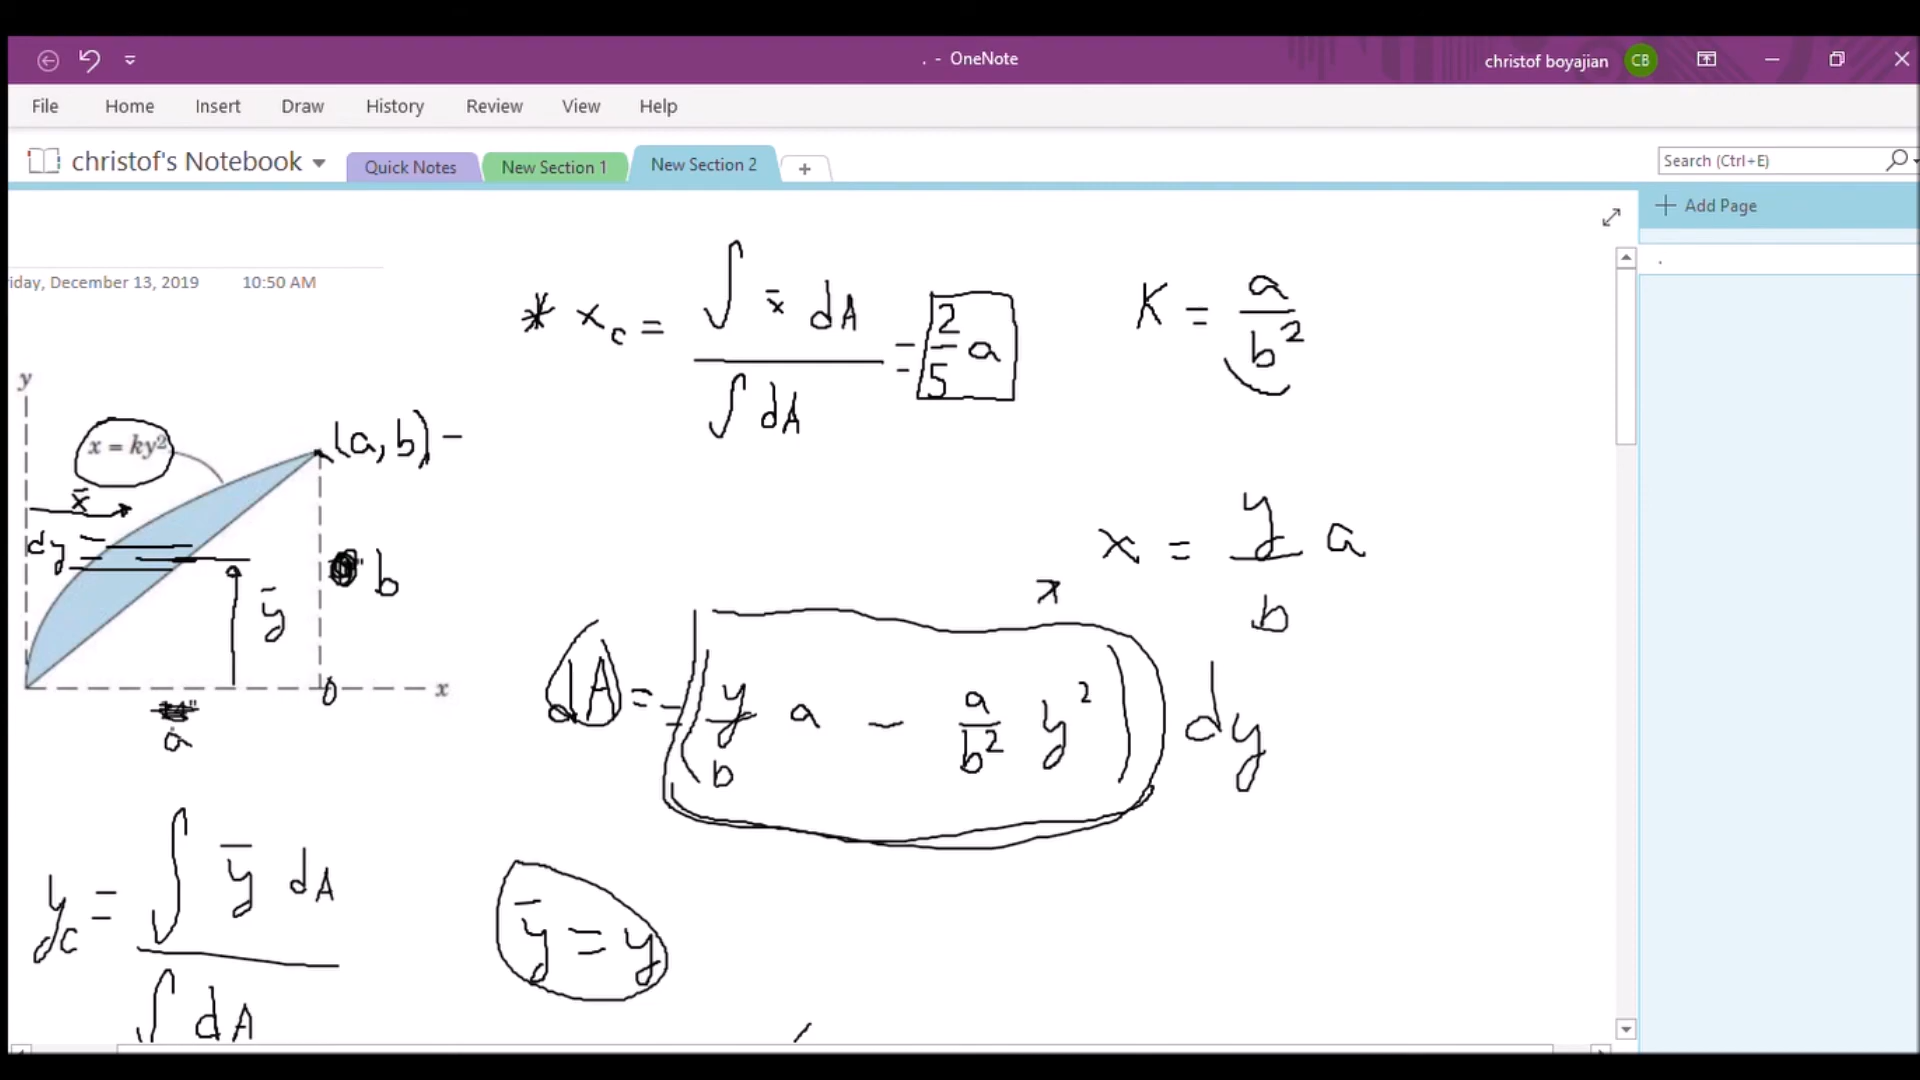 . - OneNote
christof boyajian CB
File Home Insert Draw History Review View Help
christof's Notebook Quick Notes New Section 1 New Section 2 +
Search (Ctrl+E)
+ Add Page
.
iday, December 13, 2019 10:50 AM
* x_c = ∫ x̄ dA / ∫ dA = 2/5 a
K = a/b²
y
x = ky²
(a, b) -
x̄
dy
b
ȳ
0
x
a
x = y/b a
x
dA = = (y/b a - a/b² y²) dy
y_c = ∫ ȳ dA / ∫ dA
ȳ = y